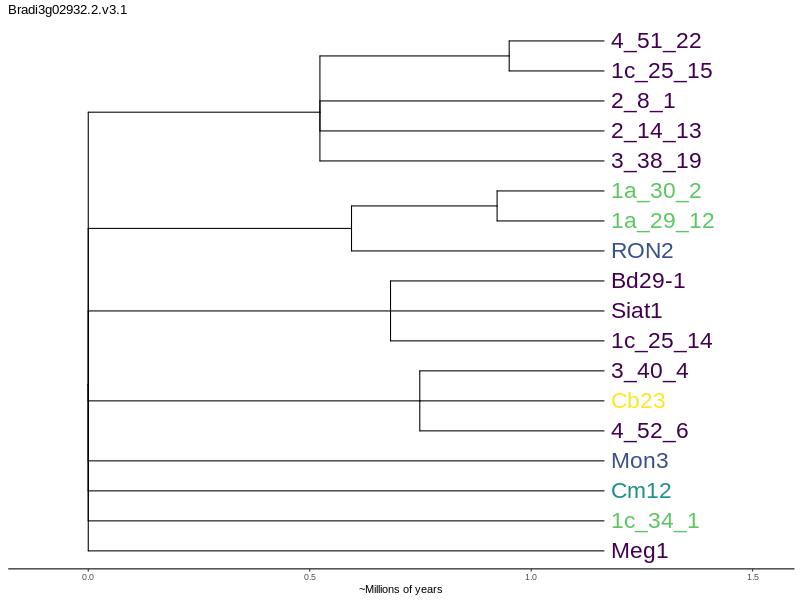 Bradi3g02932.2.v3.1
4_51_22
1c_25_15
2_8_1
2_14_13
3_38_19
1a_30_2
1a_29_12
RON2
Bd29-1
Siat1
1c_25_14
3_40_4
Cb23
4_52_6
Mon3
Cm12
1c_34_1
Meg1
0.0 0.5 1.0 1.5
~Millions of years